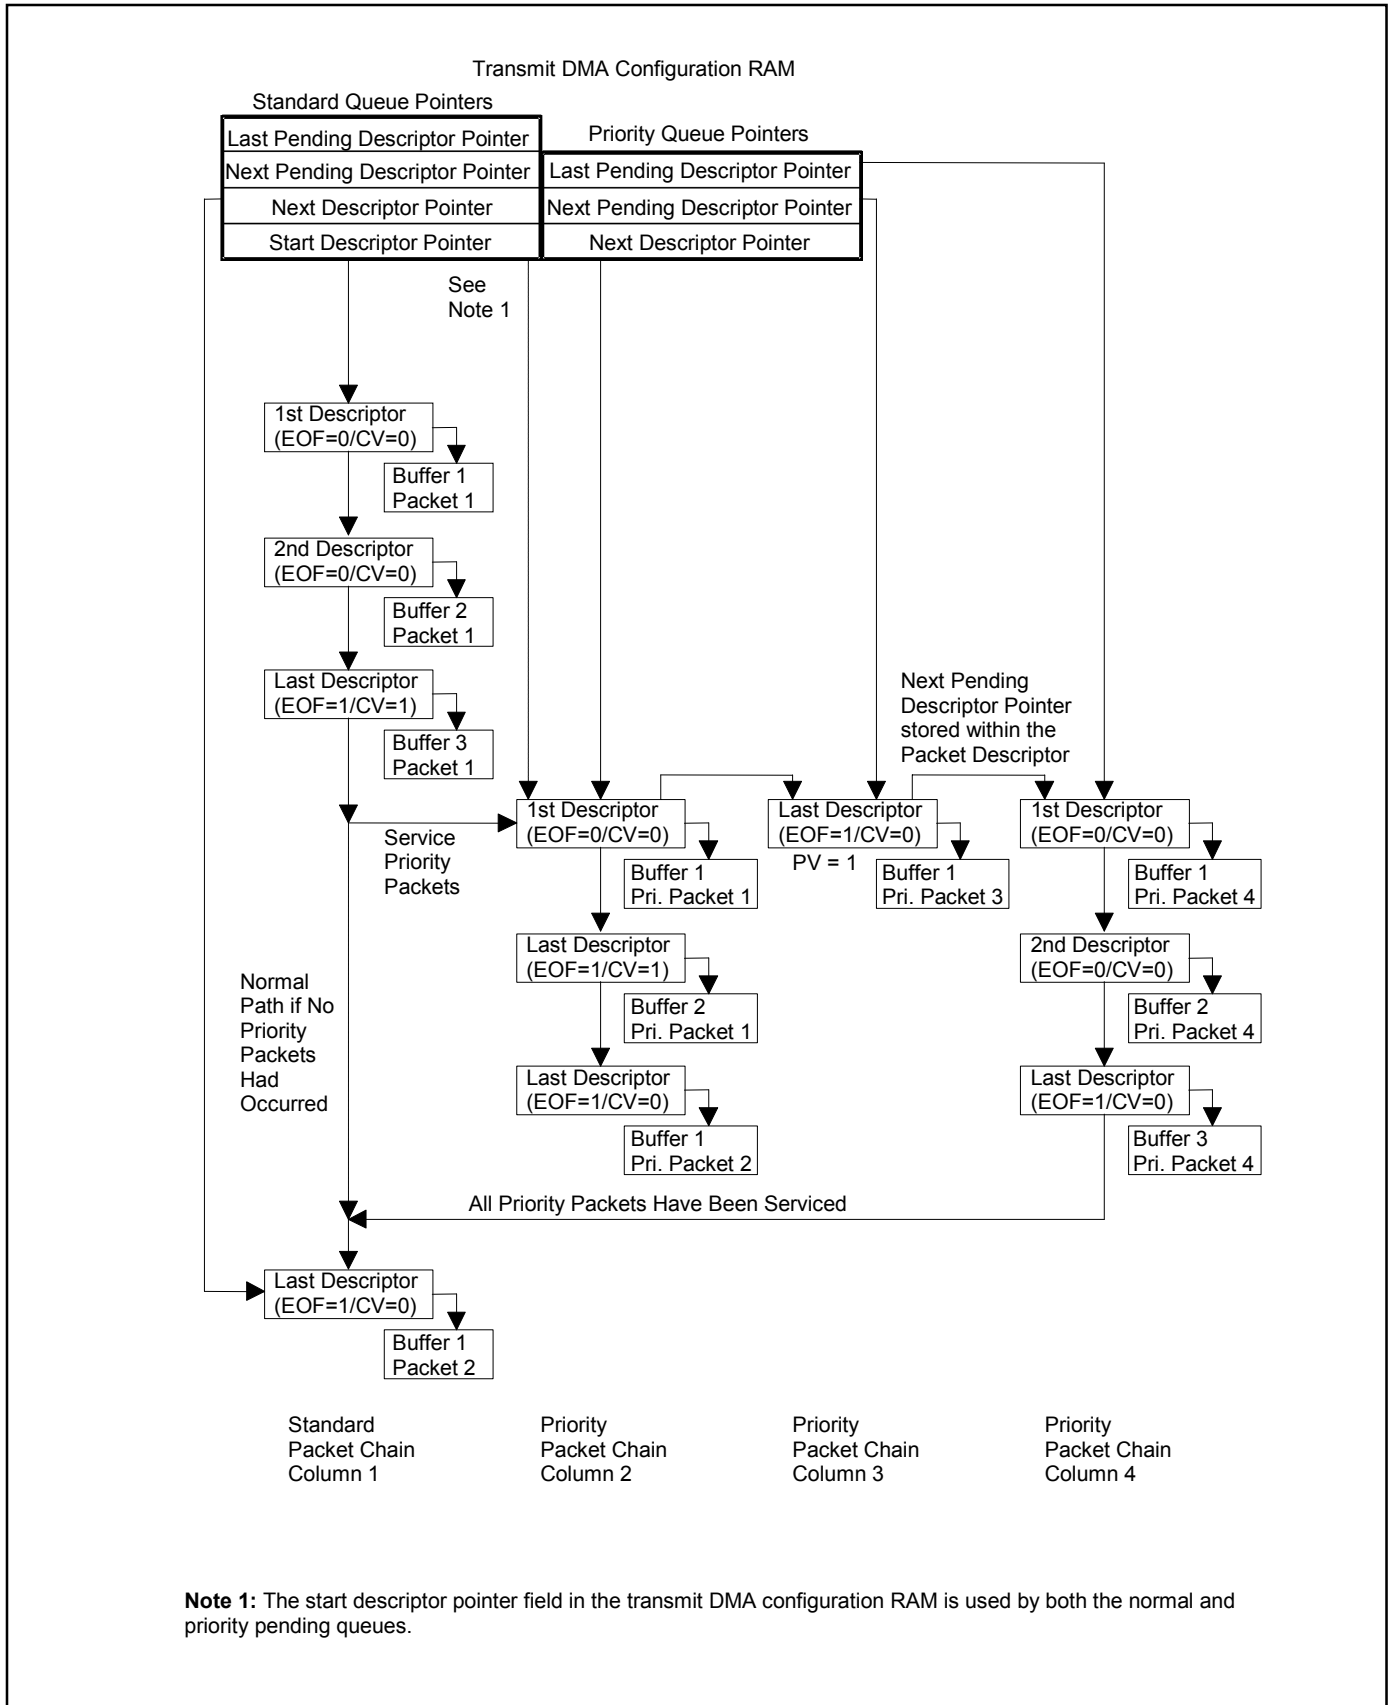 Transmit DMA Configuration RAM
Standard Queue Pointers
Last Pending Descriptor Pointer
Next Pending Descriptor Pointer
Next Descriptor Pointer
Start Descriptor Pointer
Priority Queue Pointers
Last Pending Descriptor Pointer
Next Pending Descriptor Pointer
Next Descriptor Pointer
See
Note 1
1st Descriptor
(EOF=0/CV=0)
Buffer 1
Packet 1
2nd Descriptor
(EOF=0/CV=0)
Buffer 2
Packet 1
Last Descriptor
(EOF=1/CV=1)
Buffer 3
Packet 1
Next Pending
Descriptor Pointer
stored within the
Packet Descriptor
Service
Priority
Packets
1st Descriptor
(EOF=0/CV=0)
Buffer 1
Pri. Packet 1
Last Descriptor
(EOF=1/CV=1)
Buffer 2
Pri. Packet 1
Last Descriptor
(EOF=1/CV=0)
Buffer 1
Pri. Packet 2
Last Descriptor
(EOF=1/CV=0)
PV = 1
Buffer 1
Pri. Packet 3
1st Descriptor
(EOF=0/CV=0)
Buffer 1
Pri. Packet 4
2nd Descriptor
(EOF=0/CV=0)
Buffer 2
Pri. Packet 4
Last Descriptor
(EOF=1/CV=0)
Buffer 3
Pri. Packet 4
Normal
Path if No
Priority
Packets
Had
Occurred
All Priority Packets Have Been Serviced
Last Descriptor
(EOF=1/CV=0)
Buffer 1
Packet 2
Standard
Packet Chain
Column 1
Priority
Packet Chain
Column 2
Priority
Packet Chain
Column 3
Priority
Packet Chain
Column 4
Note 1: The start descriptor pointer field in the transmit DMA configuration RAM is used by both the normal and
priority pending queues.